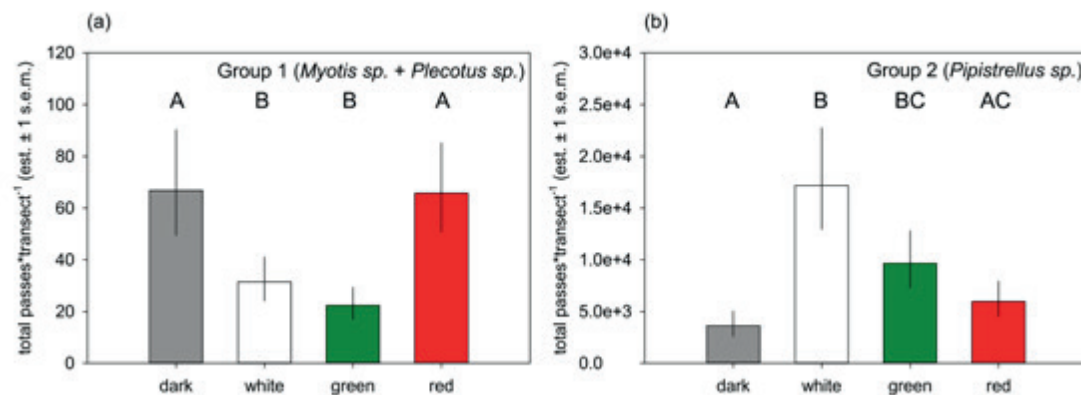 (a)
total passes*transect⁻¹ (est. ± 1 s.e.m.)
120
100
80
60
40
20
0
Group 1 (Myotis sp. + Plecotus sp.)
A B B A
dark white green red
(b)
total passes*transect⁻¹ (est. ± 1 s.e.m.)
3.0e+4
2.5e+4
2.0e+4
1.5e+4
1.0e+4
5.0e+3
0.0
Group 2 (Pipistrellus sp.)
A B BC AC
dark white green red